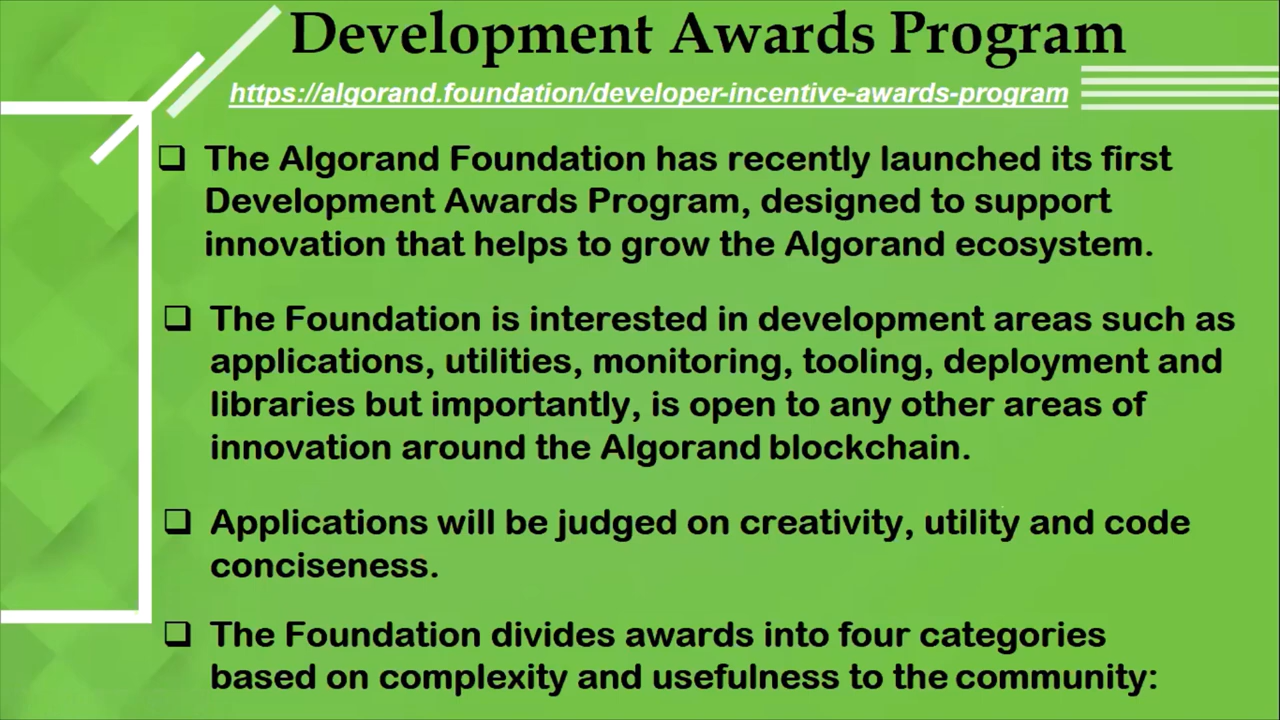 Development Awards Program
https://algorand.foundation/developer-incentive-awards-program
❑ The Algorand Foundation has recently launched its first
Development Awards Program, designed to support
innovation that helps to grow the Algorand ecosystem.
❑ The Foundation is interested in development areas such as
applications, utilities, monitoring, tooling, deployment and
libraries but importantly, is open to any other areas of
innovation around the Algorand blockchain.
❑ Applications will be judged on creativity, utility and code
conciseness.
❑ The Foundation divides awards into four categories
based on complexity and usefulness to the community: